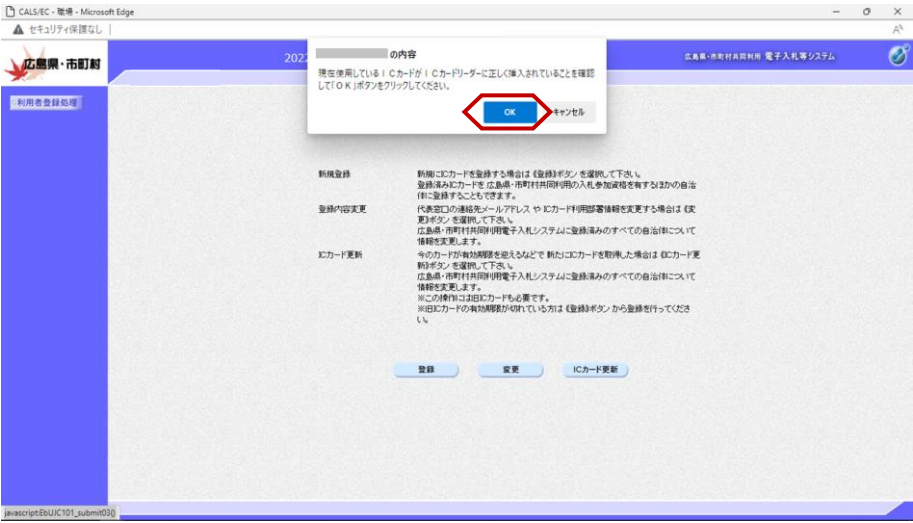 CALS/EC - 職場 - Microsoft Edge
セキュリティ保護なし
広島県・市町村
2022
の内容
現在使用しているＩＣカードがＩＣカードリーダーに正しく挿入されていることを確認
して「ＯＫ」ボタンをクリックしてください。
OK
キャンセル
広島県・市町村共同利用 電子入札等システム
利用者登録処理
新規登録
新規にICカードを登録する場合は《登録》ボタン を選択して下さい。
登録済みICカードを 広島県・市町村共同利用の入札参加資格を有するほかの自治
体に登録することもできます。
登録内容変更
代表窓口の連絡先メールアドレス や ICカード利用部署情報を変更する場合は 《変
更》ボタン を選択して下さい。
広島県・市町村共同利用電子入札システムに登録済みのすべての自治体について
情報を変更します。
ICカード更新
今のカードが有効期限を迎えるなどで 新たにICカードを取得した場合は 《ICカード更
新》ボタン を選択して下さい。
広島県・市町村共同利用電子入札システムに登録済みのすべての自治体について
情報を変更します。
※この操作には旧ICカードも必要です。
※旧ICカードの有効期限が切れている方は 《登録》ボタン から登録を行ってくださ
い。
登録
変更
ICカード更新
javascript:EbUJC101_submit03()